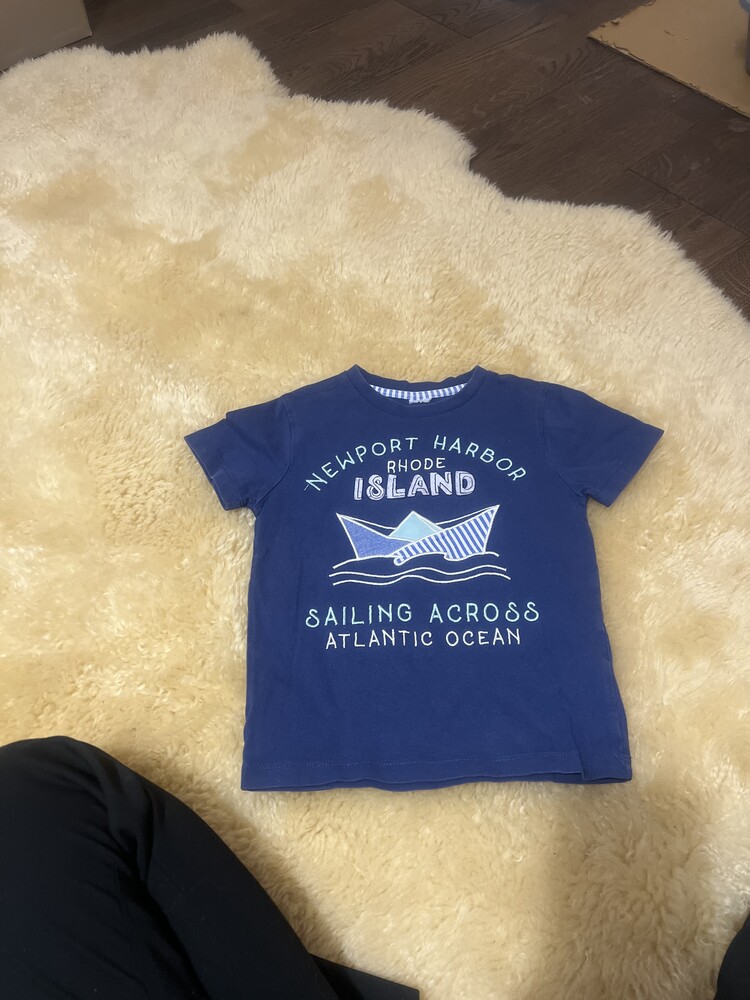 NEWPORT HARBOR
RHODE
ISLAND
SAILING ACROSS
ATLANTIC OCEAN